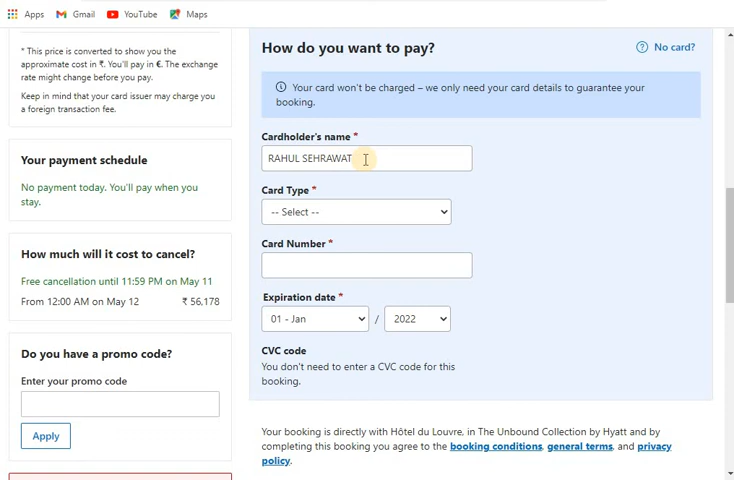 Apps Gmail YouTube Maps
* This price is converted to show you the
approximate cost in ₹. You'll pay in €. The exchange
rate might change before you pay.
Keep in mind that your card issuer may charge you
a foreign transaction fee.
Your payment schedule
No payment today. You'll pay when you
stay.
How much will it cost to cancel?
Free cancellation until 11:59 PM on May 11
From 12:00 AM on May 12 ₹ 56,178
Do you have a promo code?
Enter your promo code
Apply
How do you want to pay?
No card?
Your card won't be charged – we only need your card details to guarantee your
booking.
Cardholder's name *
RAHUL SEHRAWAT
Card Type *
-- Select --
Card Number *
Expiration date *
01 - Jan / 2022
CVC code
You don't need to enter a CVC code for this
booking.
Your booking is directly with Hôtel du Louvre, in The Unbound Collection by Hyatt and by
completing this booking you agree to the booking conditions, general terms, and privacy
policy.